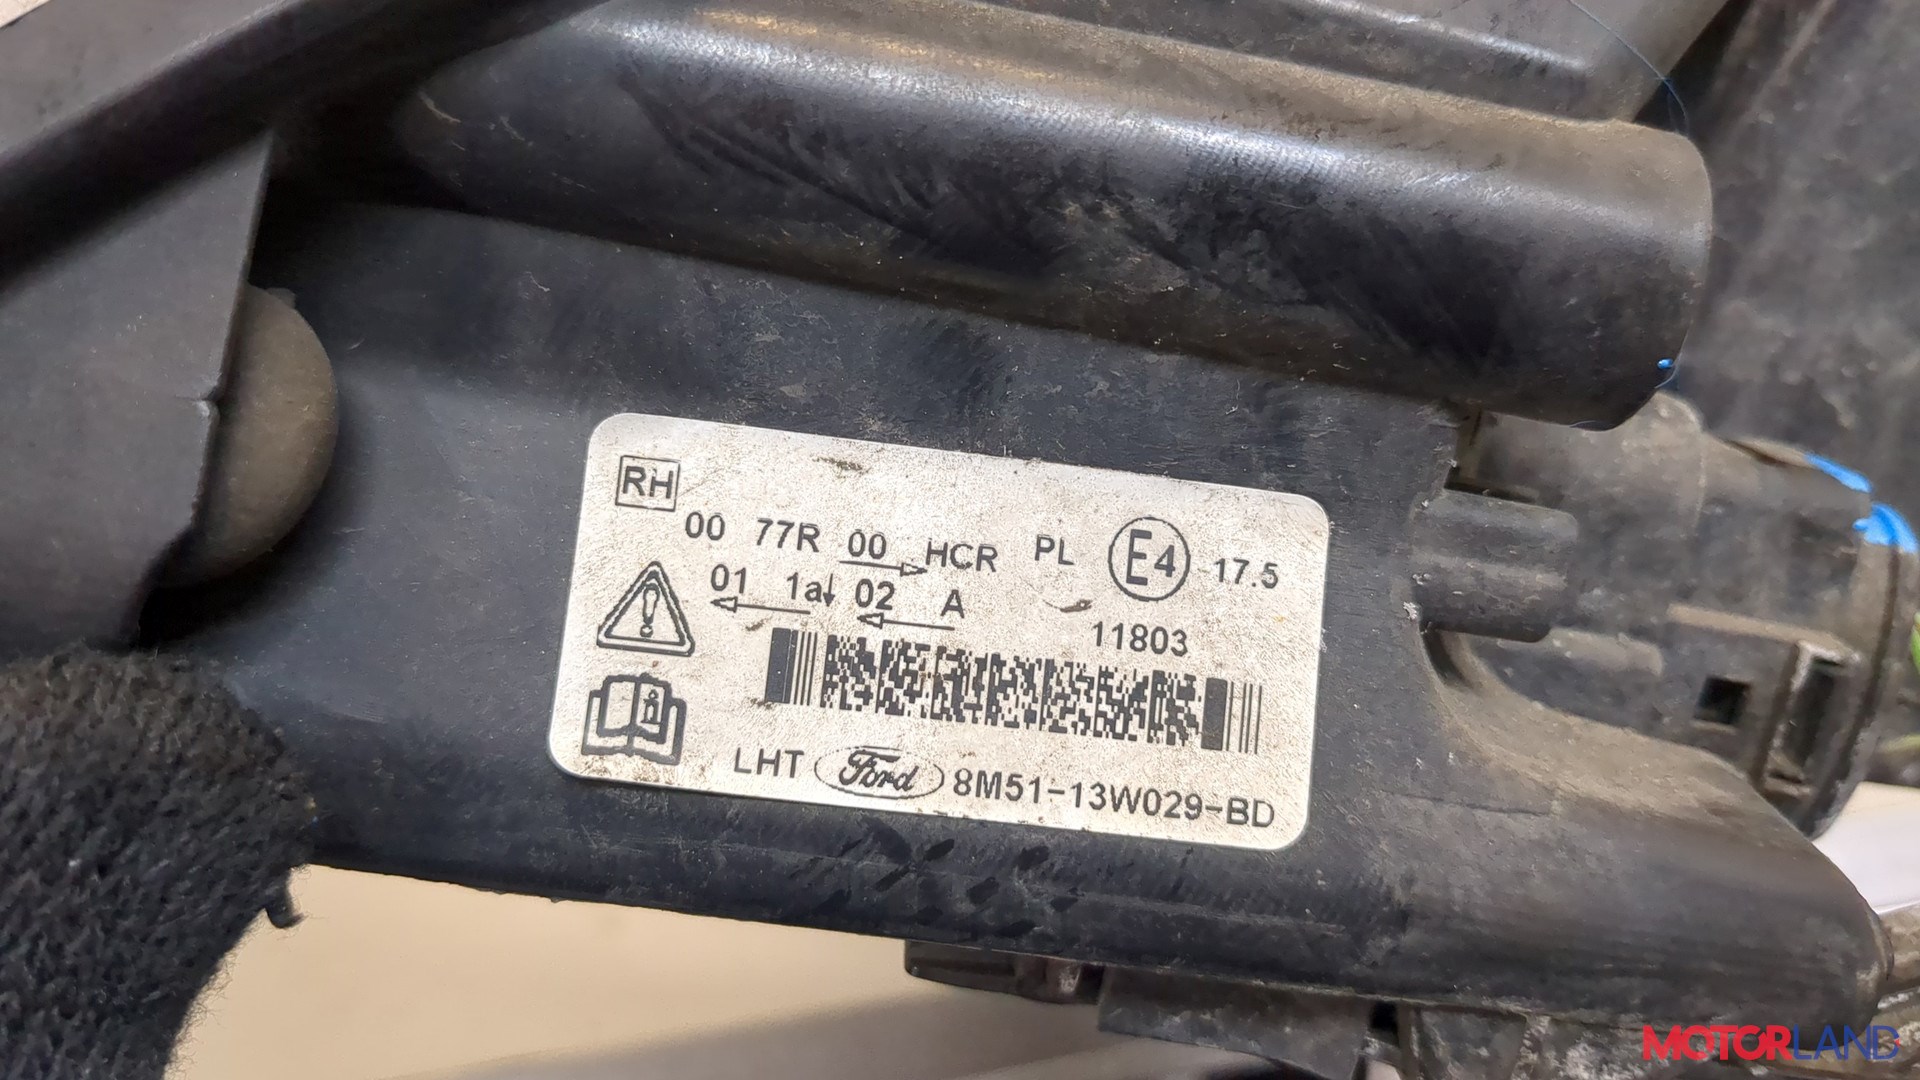 RH
00 77R 00 HCR PL E4 17.5
01 1a 02 A 11803
LHT Ford 8M51-13W029-BD
MOTORLAND